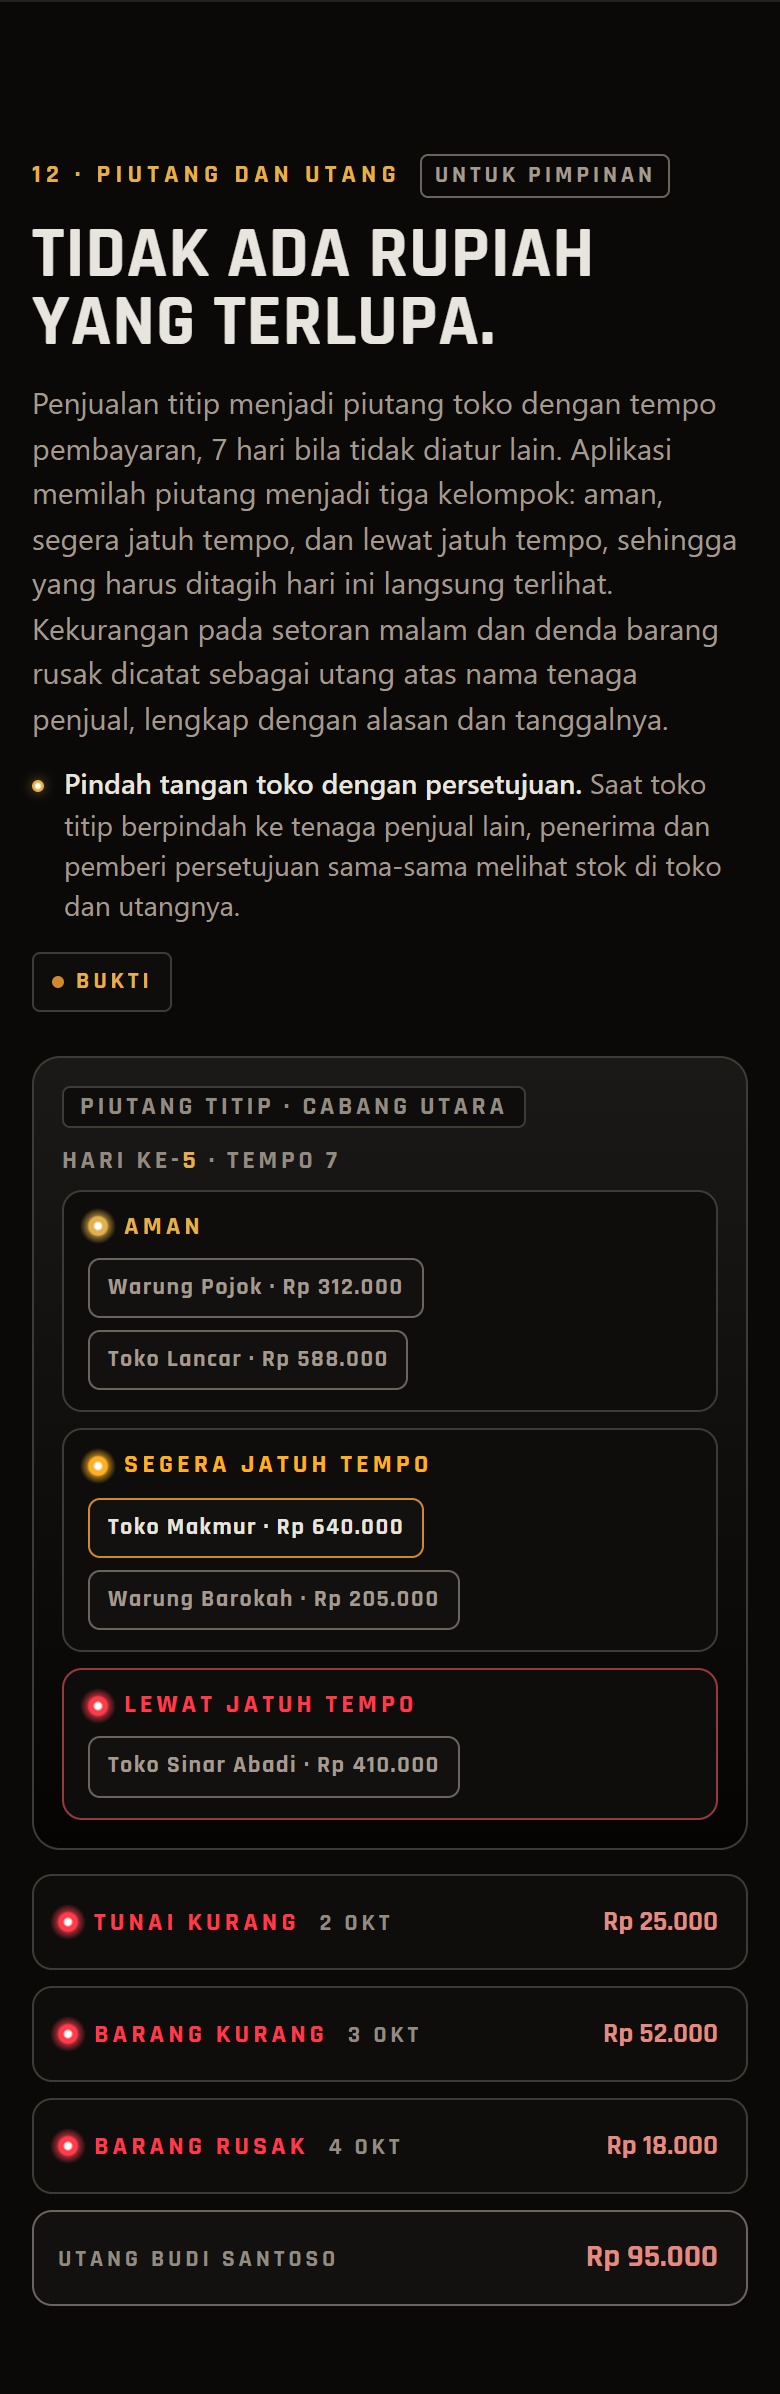 12 · PIUTANG DAN UTANG UNTUK PIMPINAN
TIDAK ADA RUPIAH
YANG TERLUPA.
Penjualan titip menjadi piutang toko dengan tempo
pembayaran, 7 hari bila tidak diatur lain. Aplikasi
memilah piutang menjadi tiga kelompok: aman,
segera jatuh tempo, dan lewat jatuh tempo, sehingga
yang harus ditagih hari ini langsung terlihat.
Kekurangan pada setoran malam dan denda barang
rusak dicatat sebagai utang atas nama tenaga
penjual, lengkap dengan alasan dan tanggalnya.
Pindah tangan toko dengan persetujuan. Saat toko
titip berpindah ke tenaga penjual lain, penerima dan
pemberi persetujuan sama-sama melihat stok di toko
dan utangnya.
BUKTI
PIUTANG TITIP · CABANG UTARA
HARI KE-5 · TEMPO 7
AMAN
Warung Pojok · Rp 312.000
Toko Lancar · Rp 588.000
SEGERA JATUH TEMPO
Toko Makmur · Rp 640.000
Warung Barokah · Rp 205.000
LEWAT JATUH TEMPO
Toko Sinar Abadi · Rp 410.000
TUNAI KURANG 2 OKT Rp 25.000
BARANG KURANG 3 OKT Rp 52.000
BARANG RUSAK 4 OKT Rp 18.000
UTANG BUDI SANTOSO Rp 95.000